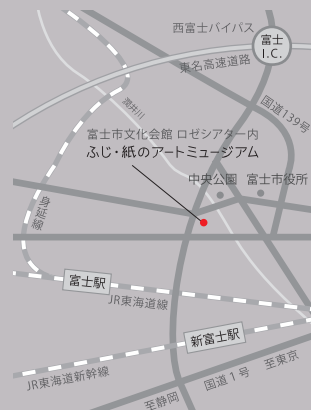 西富士バイパス
富士
I.C.
東名高速道路
国道139号
潤井川
富士市文化会館 ロゼシアター内
ふじ・紙のアートミュージアム
中央公園
富士市役所
身延線
富士駅
JR東海道線
新富士駅
JR東海道新幹線
国道1号
至東京
至静岡